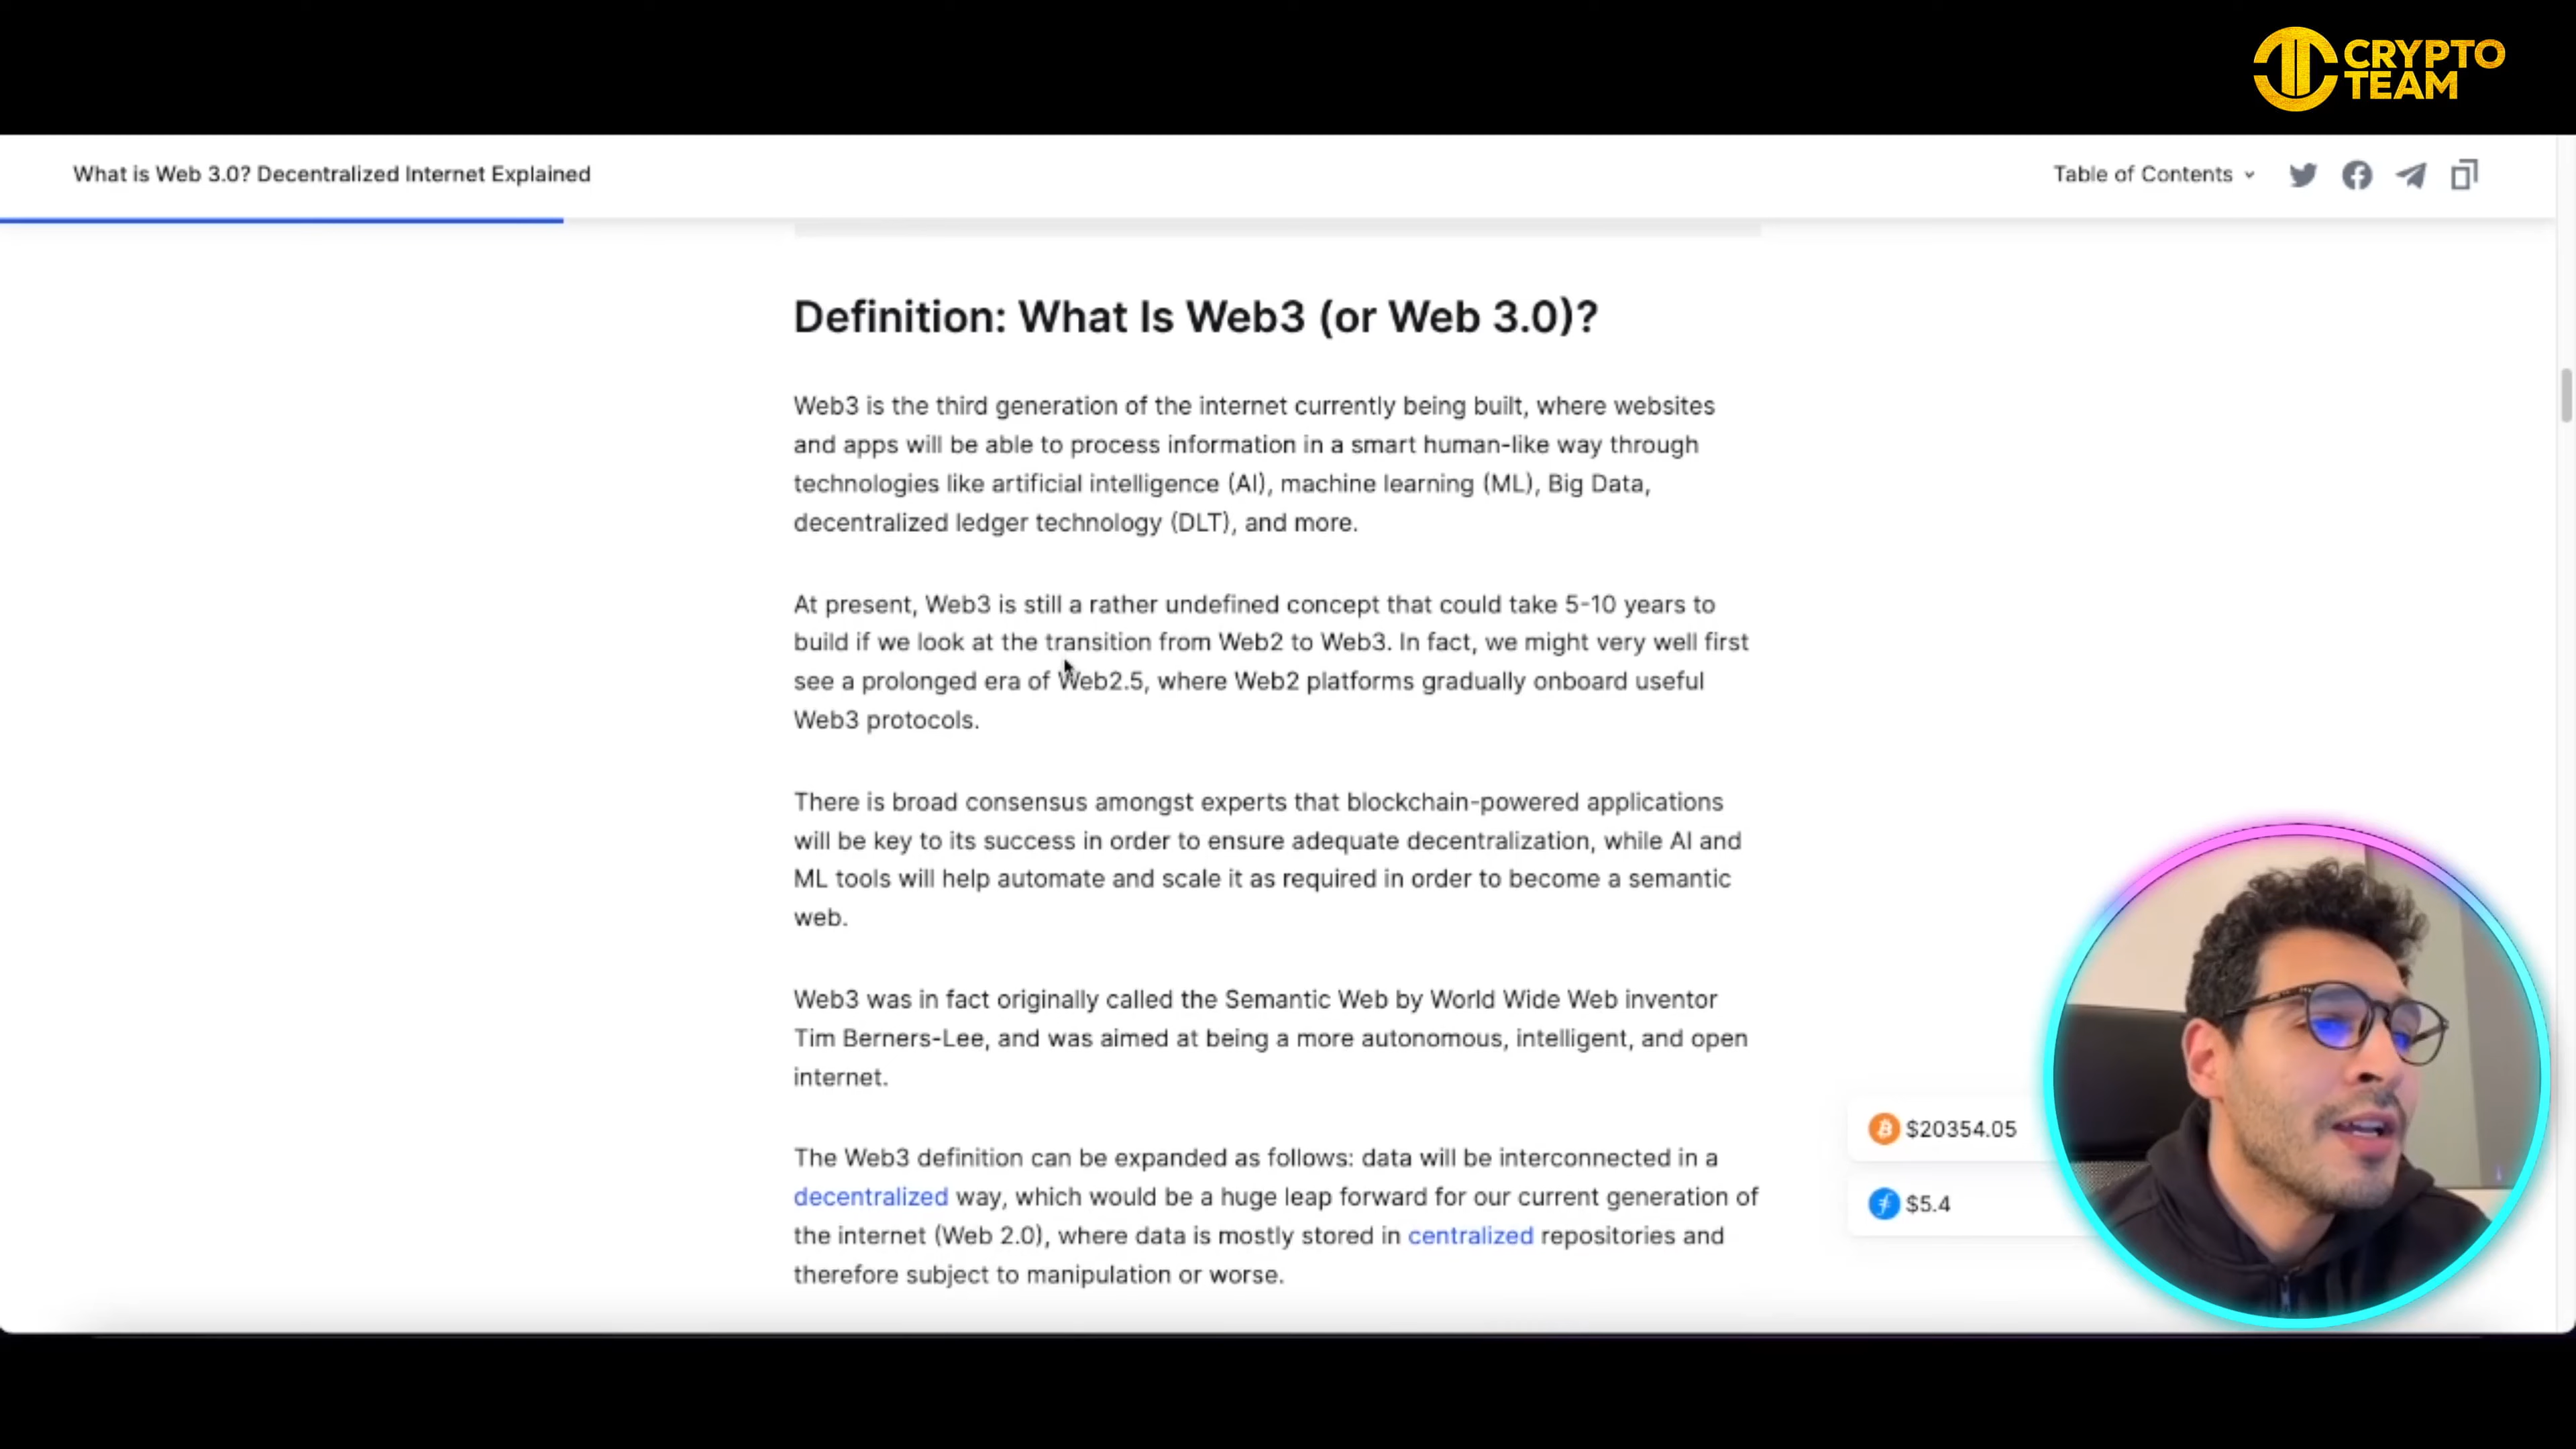 CRYPTO
TEAM
What is Web 3.0? Decentralized Internet Explained
Table of Contents
Definition: What Is Web3 (or Web 3.0)?
Web3 is the third generation of the internet currently being built, where websites
and apps will be able to process information in a smart human-like way through
technologies like artificial intelligence (AI), machine learning (ML), Big Data,
decentralized ledger technology (DLT), and more.
At present, Web3 is still a rather undefined concept that could take 5-10 years to
build if we look at the transition from Web2 to Web3. In fact, we might very well first
see a prolonged era of Web2.5, where Web2 platforms gradually onboard useful
Web3 protocols.
There is broad consensus amongst experts that blockchain-powered applications
will be key to its success in order to ensure adequate decentralization, while AI and
ML tools will help automate and scale it as required in order to become a semantic
web.
Web3 was in fact originally called the Semantic Web by World Wide Web inventor
Tim Berners-Lee, and was aimed at being a more autonomous, intelligent, and open
internet.
The Web3 definition can be expanded as follows: data will be interconnected in a
decentralized way, which would be a huge leap forward for our current generation of
the internet (Web 2.0), where data is mostly stored in centralized repositories and
therefore subject to manipulation or worse.
$20354.05
$5.4